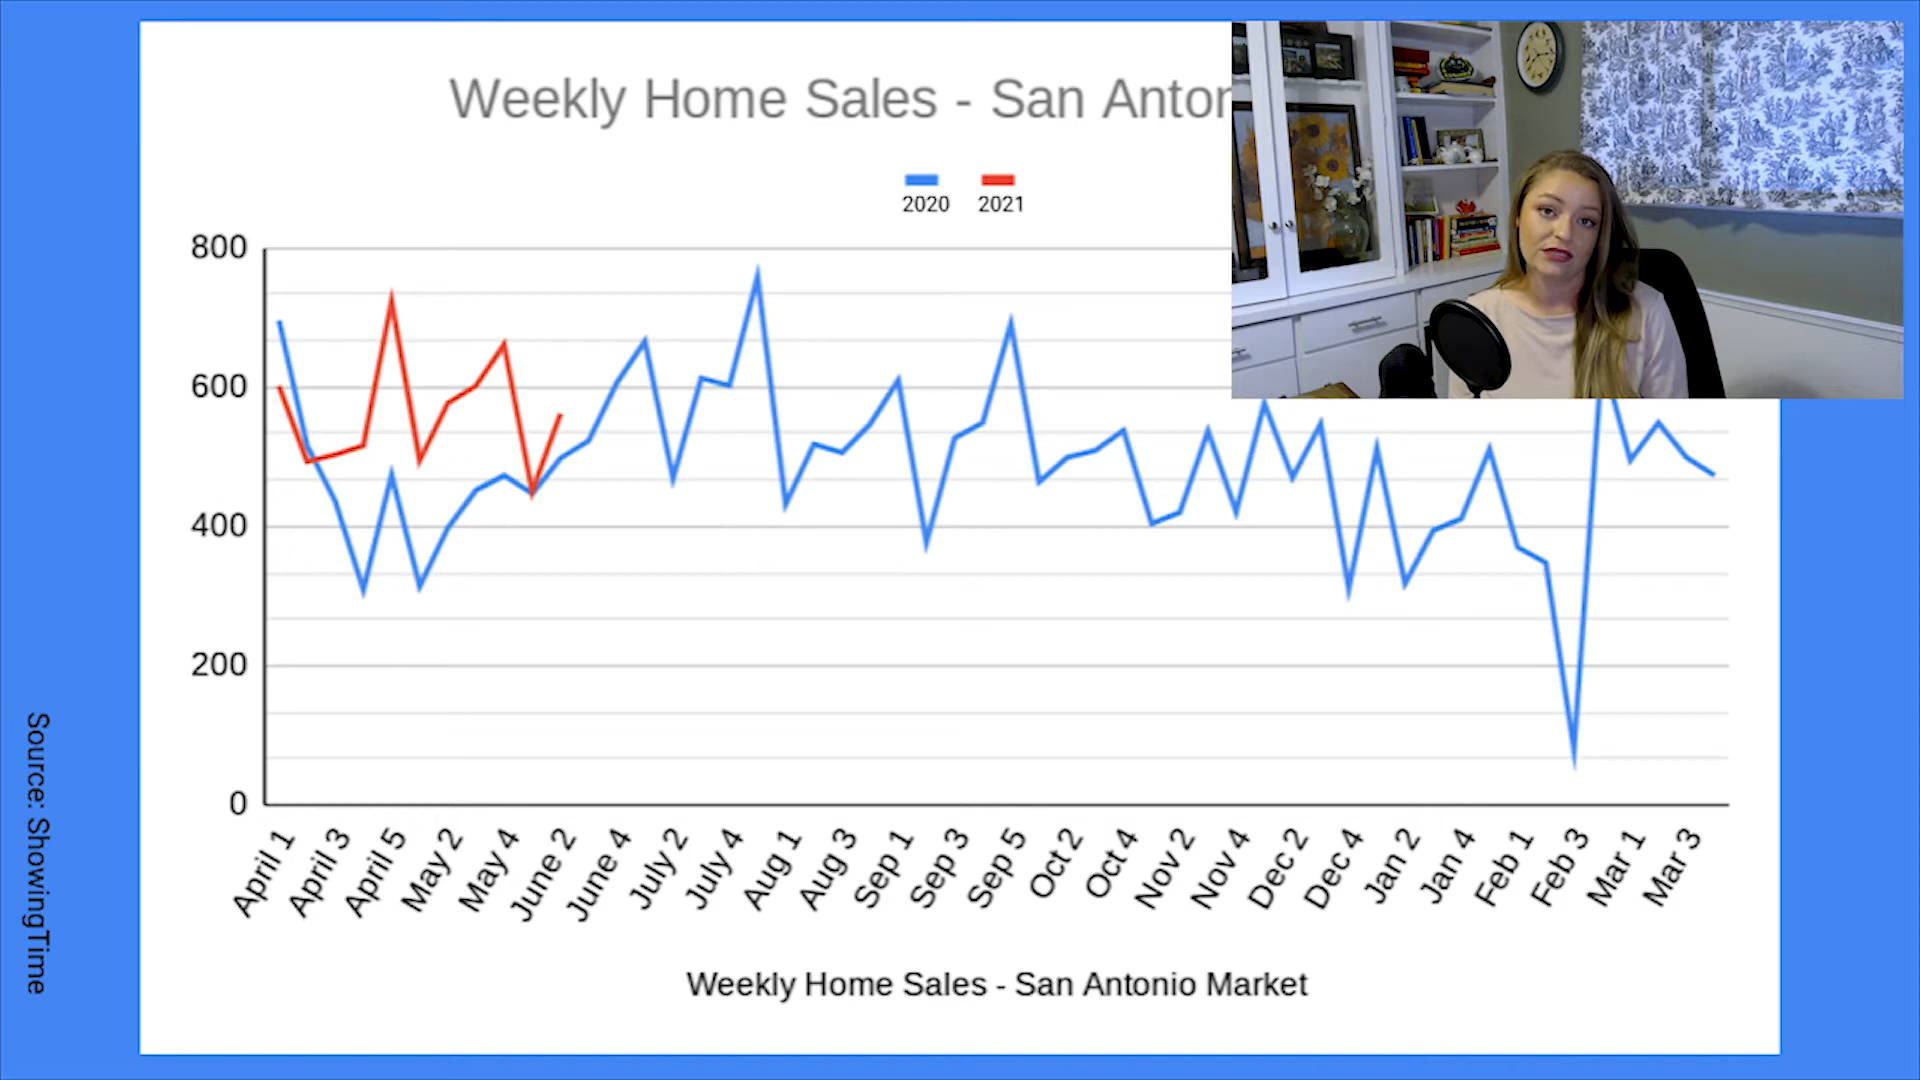 Weekly Home Sales - San Anton
2020 2021
800
600
400
200
0
April 1 April 3 April 5 May 2 May 4 June 2 June 4 July 2 July 4 Aug 1 Aug 3 Sep 1 Sep 3 Sep 5 Oct 2 Oct 4 Nov 2 Nov 4 Dec 2 Dec 4 Jan 2 Jan 4 Feb 1 Feb 3 Mar 1 Mar 3
Weekly Home Sales - San Antonio Market
Source: ShowingTime